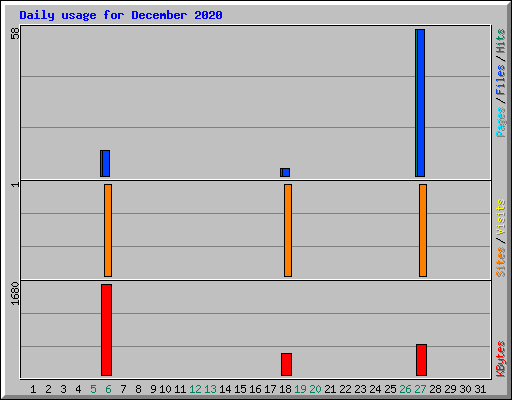 Daily usage for December 2020
58
Pages / Files / Hits
1
Sites / Visits
1680
KBytes
1 2 3 4 5 6 7 8 9 10 11 12 13 14 15 16 17 18 19 20 21 22 23 24 25 26 27 28 29 30 31